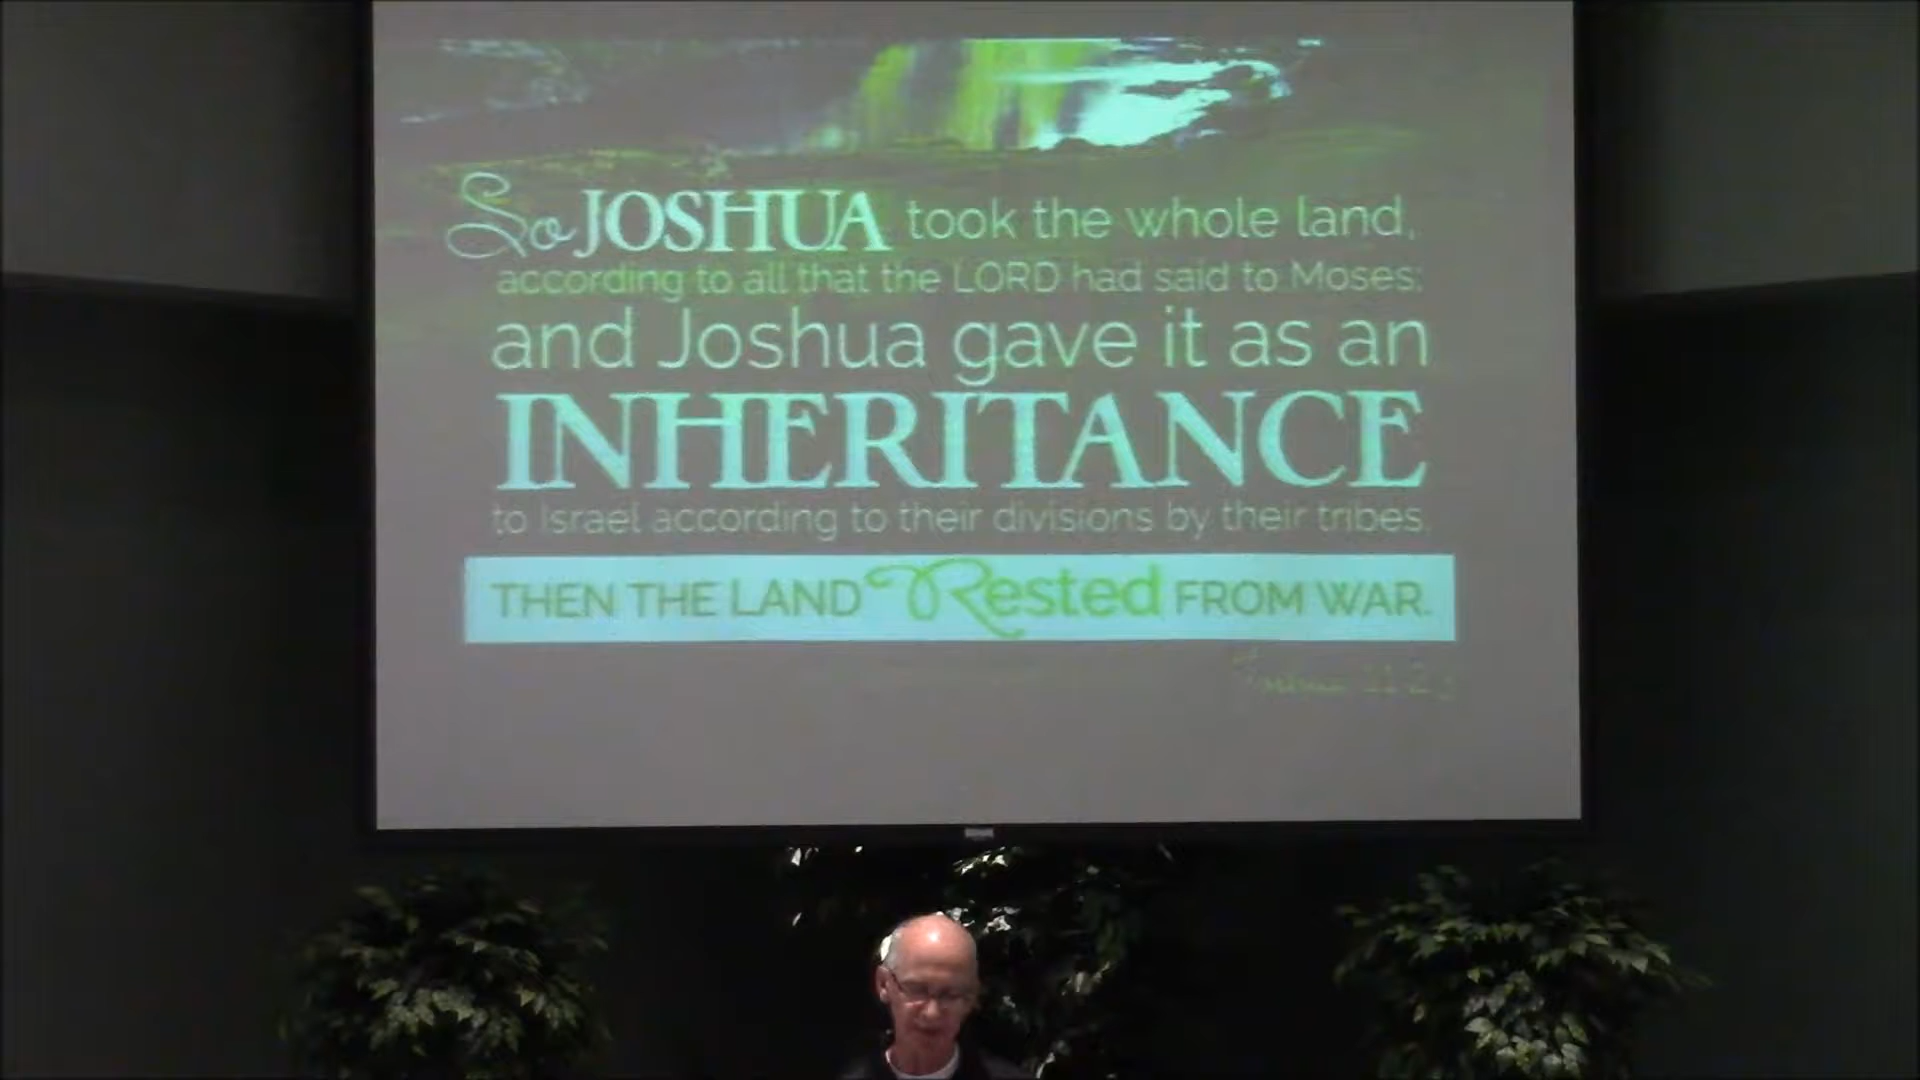 So JOSHUA took the whole land,
according to all that the LORD had said to Moses;
and Joshua gave it as an
INHERITANCE
to Israel according to their divisions by their tribes.
THEN THE LAND Rested FROM WAR.